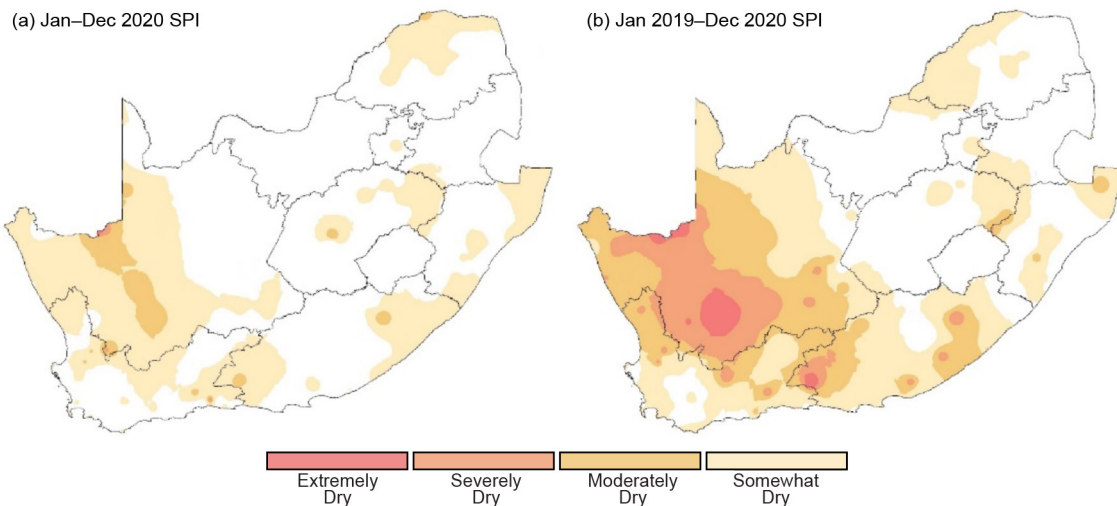 (a) Jan–Dec 2020 SPI
(b) Jan 2019–Dec 2020 SPI
Extremely
Dry
Severely
Dry
Moderately
Dry
Somewhat
Dry